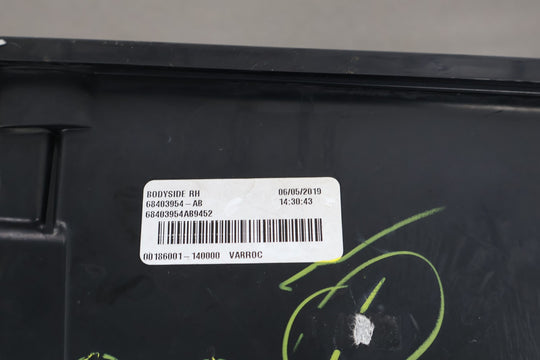 BODYSIDE RH 06/05/2019
68403954-AB 14:30:43
68403954AB9452
00186001-140000 VARROC